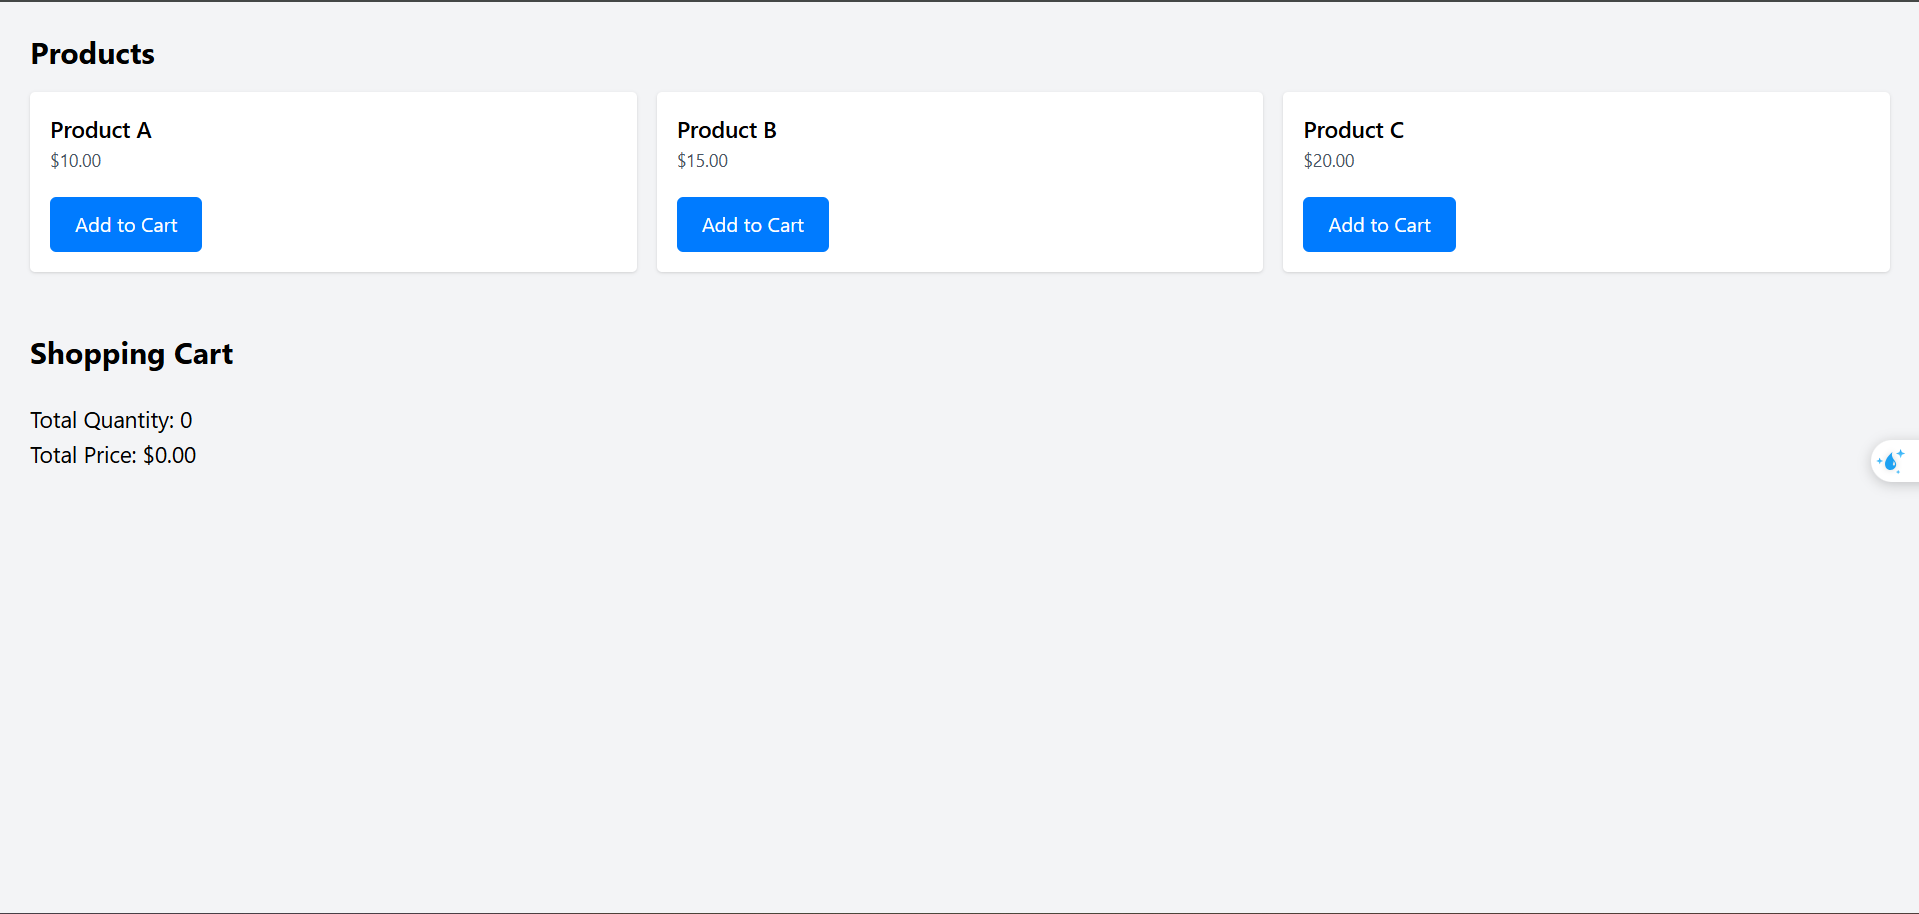 Products
Product A
$10.00
Add to Cart
Product B
$15.00
Add to Cart
Product C
$20.00
Add to Cart
Shopping Cart
Total Quantity: 0
Total Price: $0.00